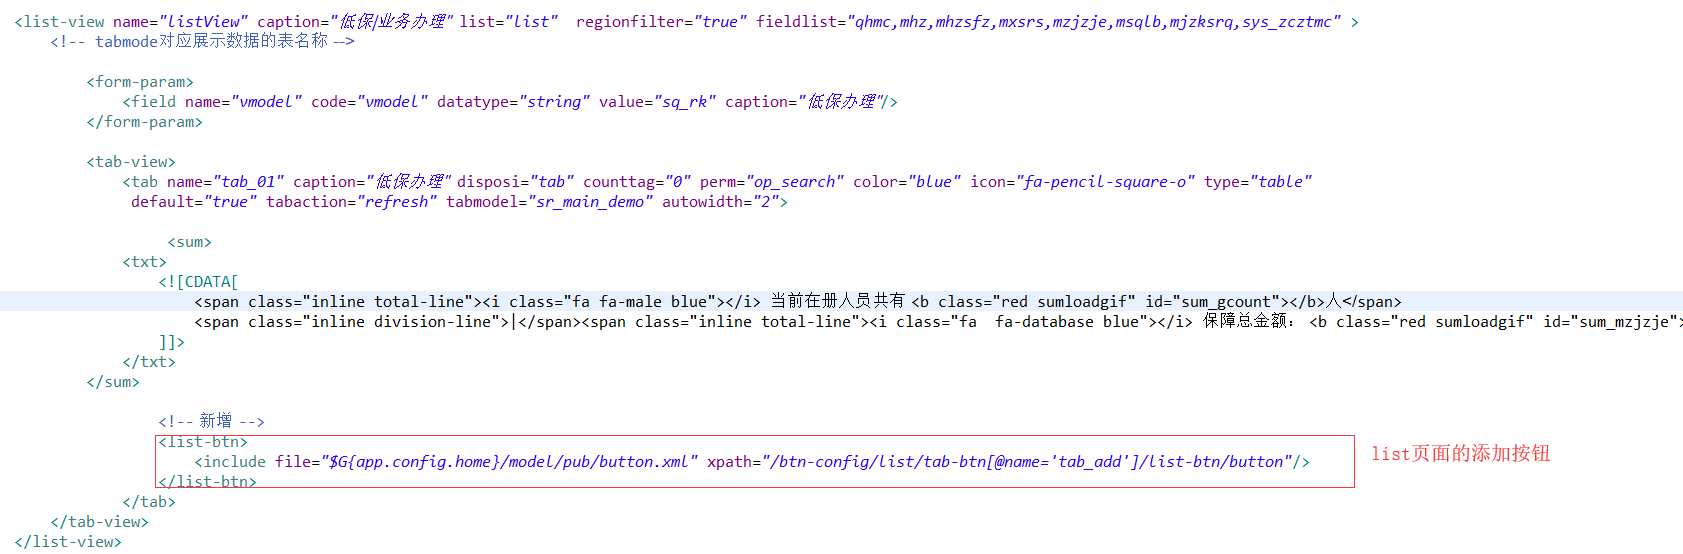 <list-view name="listView" caption="低保|业务办理" list="list"  regionfilter="true" fieldlist="qhmc,mhz,mhzsfz,mxsrs,mzjzje,msqlb,mjzksrq,sys_zcztmc" >
<!-- tabmode对应展示数据的表名称 -->
<form-param>
<field name="vmodel" code="vmodel" datatype="string" value="sq_rk" caption="低保办理"/>
</form-param>
<tab-view>
<tab name="tab_01" caption="低保办理" disposi="tab" counttag="0" perm="op_search" color="blue" icon="fa-pencil-square-o" type="table"
default="true" tabaction="refresh" tabmodel="sr_main_demo" autowidth="2">
<sum>
<txt>
<![CDATA[
<span class="inline total-line"><i class="fa fa-male blue"></i> 当前在册人员共有 <b class="red sumloadgif" id="sum_gcount"></b>人</span>
<span class="inline division-line">|</span><span class="inline total-line"><i class="fa  fa-database blue"></i> 保障总金额： <b class="red sumloadgif" id="sum_mzjzje">
]]>
</txt>
</sum>
<!-- 新增 -->
<list-btn>
<include file="$G{app.config.home}/model/pub/button.xml" xpath="/btn-config/list/tab-btn[@name='tab_add']/list-btn/button"/>
list页面的添加按钮
</list-btn>
</tab>
</tab-view>
</list-view>